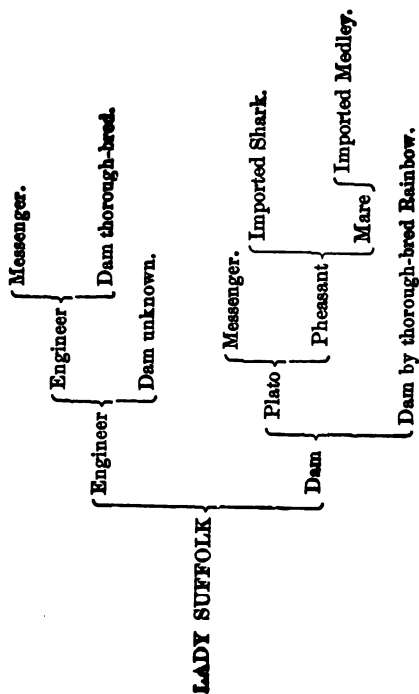 Messenger.
Engineer
Dam thorough-bred.
Engineer
Dam unknown.
LADY SUFFOLK
Messenger.
Plato
Imported Shark.
Pheasant
Mare
Imported Medley.
Dam
Dam by thorough-bred Rainbow.